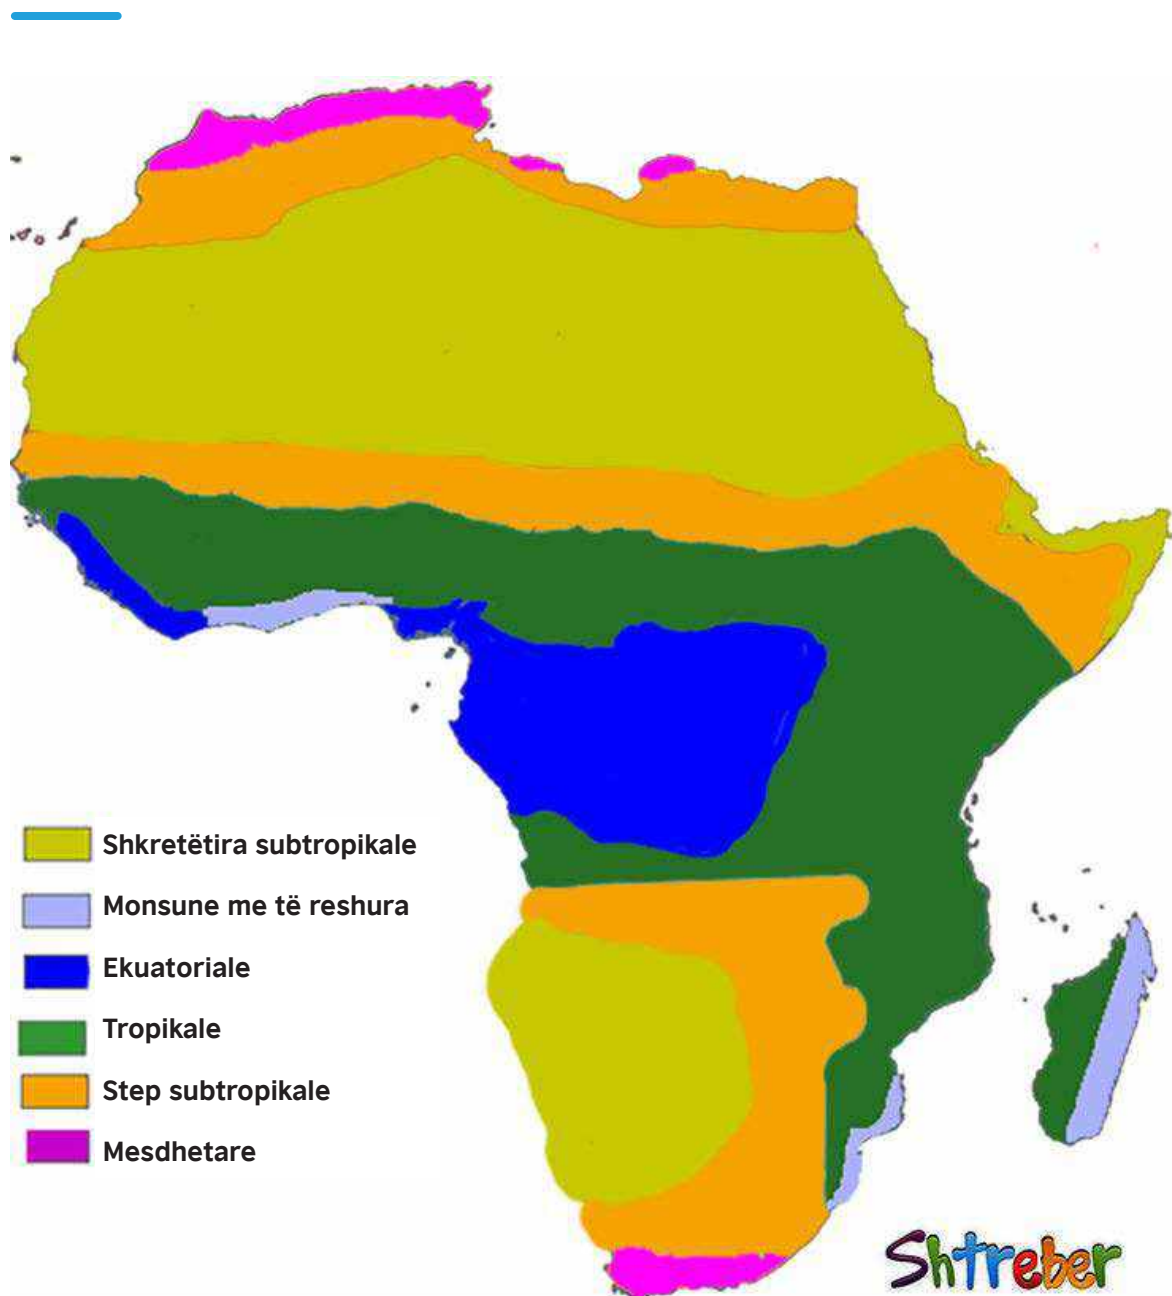 Shkretëtira subtropikale
Monsune me të reshura
Ekuatoriale
Tropikale
Step subtropikale
Mesdhetare
Shtreber